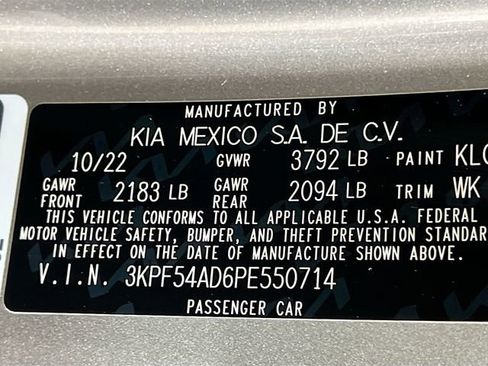 MANUFACTURED BY
KIA MEXICO S.A. DE C.V.
10/22 GVWR 3792 LB PAINT KLG
GAWR FRONT 2183 LB GAWR REAR 2094 LB TRIM WK
THIS VEHICLE CONFORMS TO ALL APPLICABLE U.S.A. FEDERAL
MOTOR VEHICLE SAFETY, BUMPER, AND THEFT PREVENTION STANDAR
IN EFFECT ON THE DATE OF MANUFACTURE SHOWN ABOVE.
V.I.N. 3KPF54AD6PE550714
PASSENGER CAR